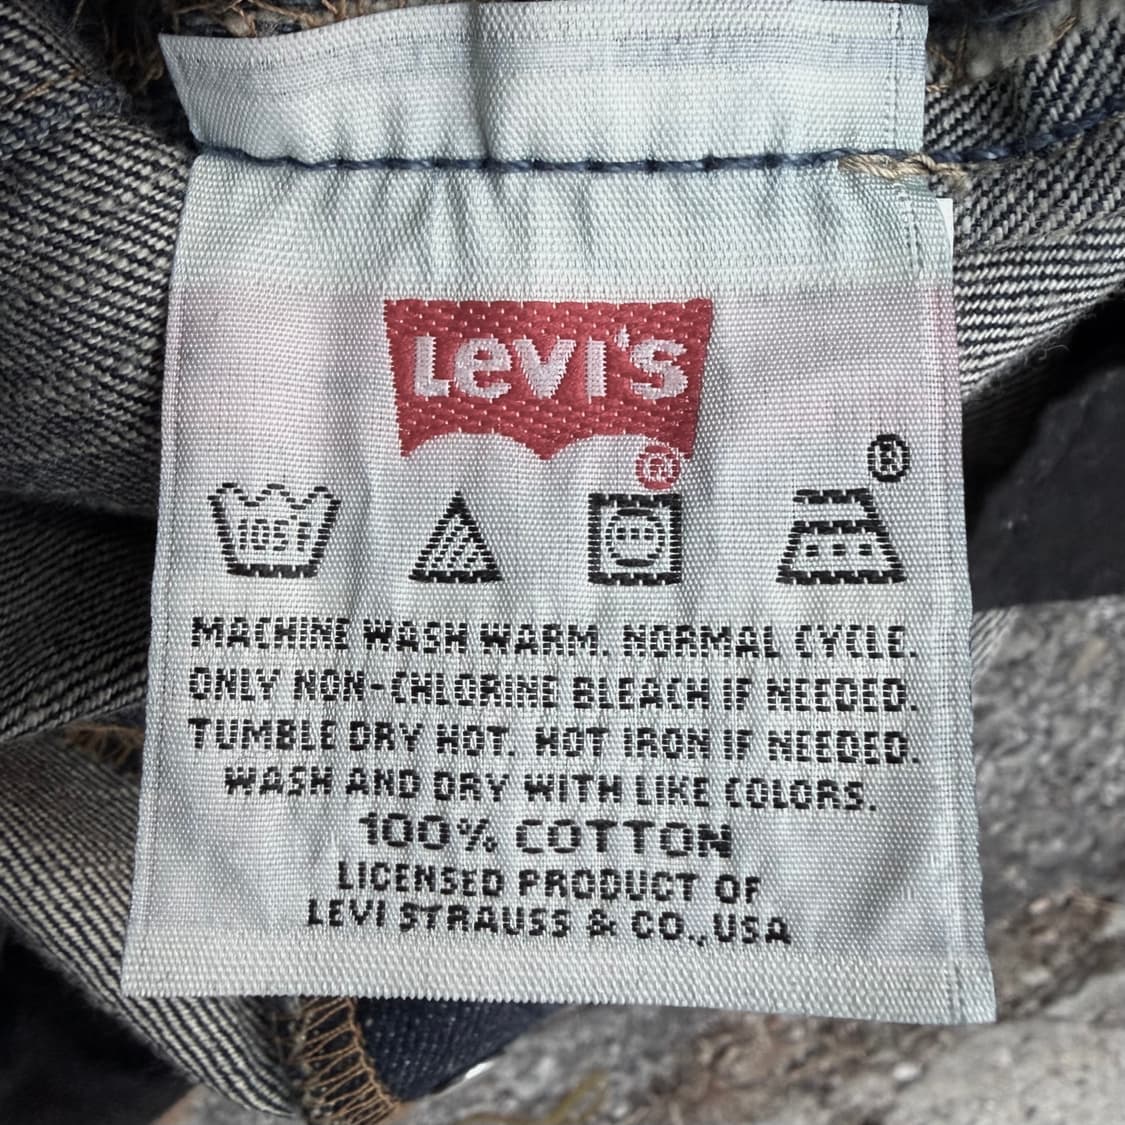 Levi's
®
®
105F
MACHINE WASH WARM. NORMAL CYCLE.
ONLY NON-CHLORINE BLEACH IF NEEDED.
TUMBLE DRY HOT. HOT IRON IF NEEDED.
WASH AND DRY WITH LIKE COLORS.
100% COTTON
LICENSED PRODUCT OF
LEVI STRAUSS & CO., USA